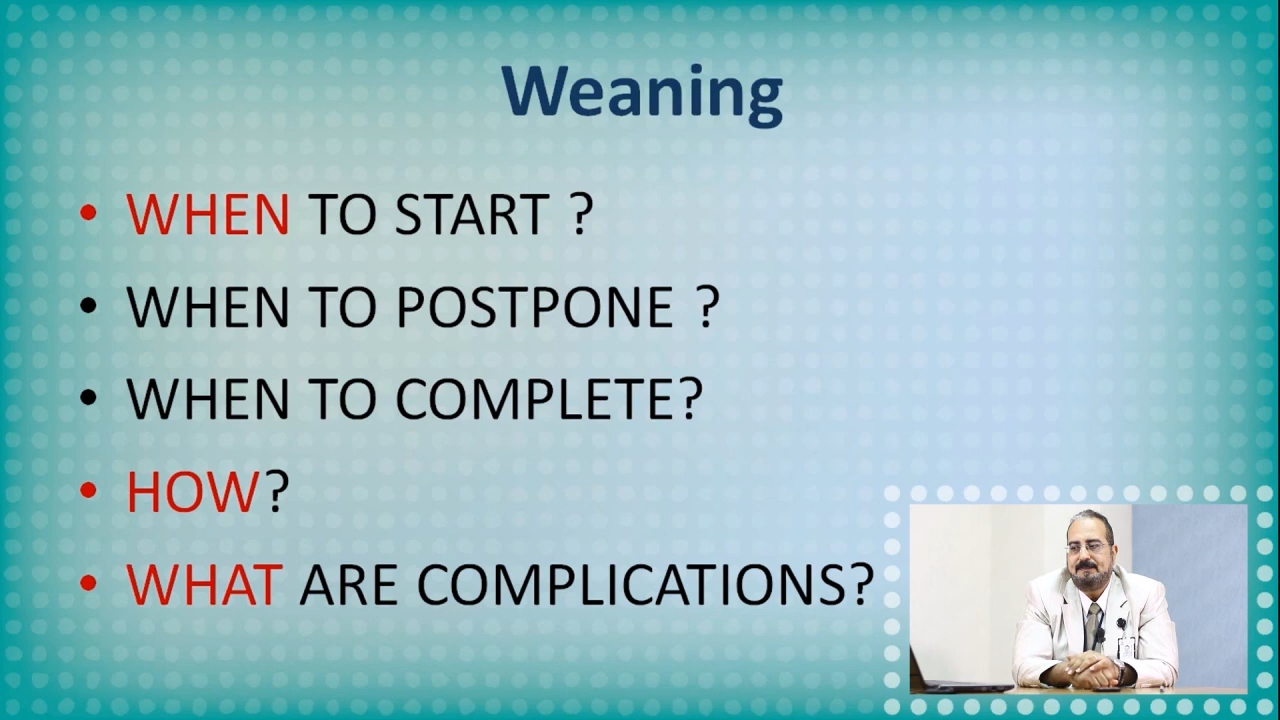 Weaning
• WHEN TO START ?
• WHEN TO POSTPONE ?
• WHEN TO COMPLETE?
• HOW?
• WHAT ARE COMPLICATIONS?